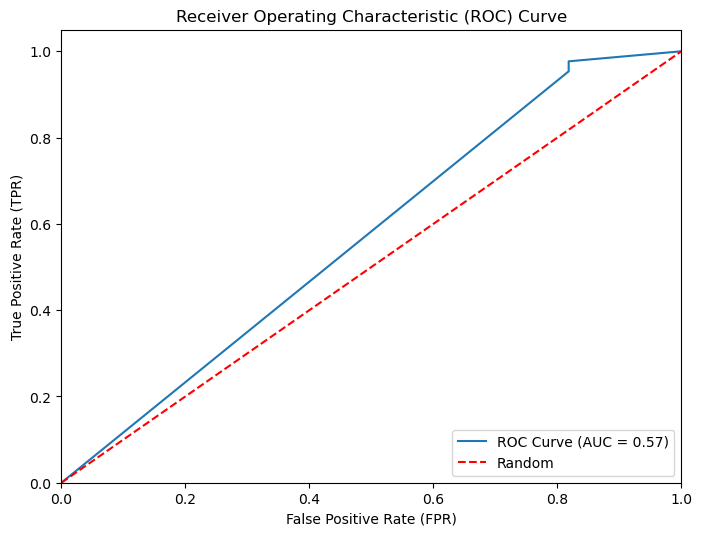 Receiver Operating Characteristic (ROC) Curve
True Positive Rate (TPR)
1.0
0.8
0.6
0.4
0.2
0.0
0.0 0.2 0.4 0.6 0.8 1.0
False Positive Rate (FPR)
ROC Curve (AUC = 0.57)
Random